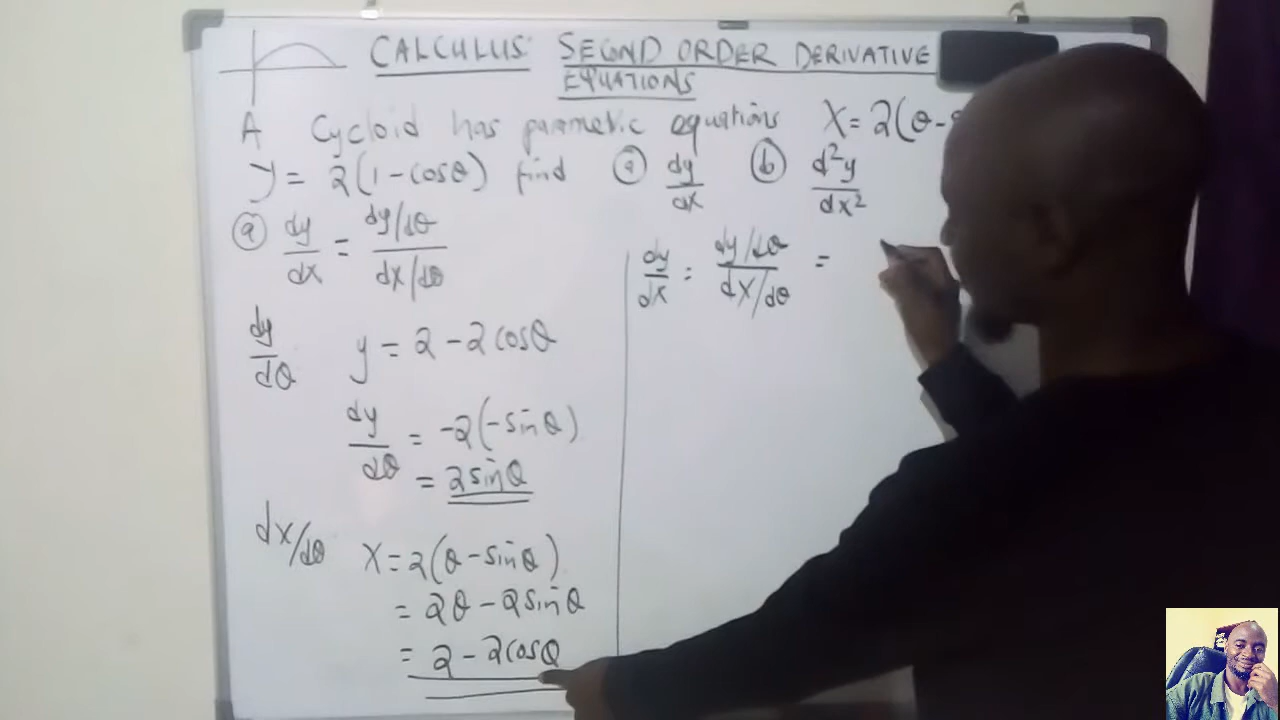 CALCULUS: SECOND ORDER DERIVATIVE
EQUATIONS
A Cycloid has parametric equations x = 2(θ -
y = 2(1 - cosθ) find (a) dy/dx (b) d²y/dx²
(a) dy/dx = (dy/dθ)/(dx/dθ)
dy/dθ y = 2 - 2cosθ
dy/dθ = -2(-sinθ)
= 2sinθ
dx/dθ x = 2(θ - sinθ)
= 2θ - 2sinθ
= 2 - 2cosθ
dy/dx = (dy/dθ)/(dx/dθ) =